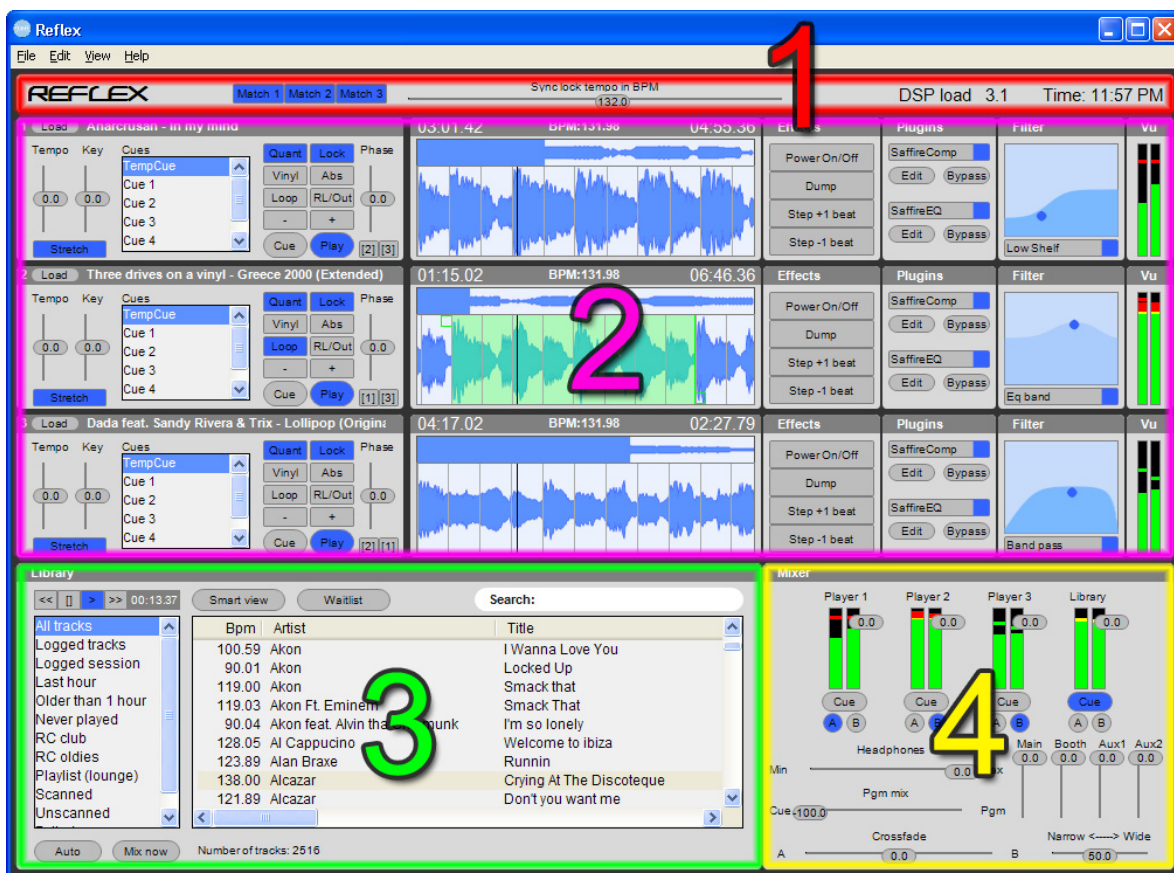 Reflex
File Edit View Help
1
REFLEX Match 1 Match 2 Match 3 Sync lock tempo in BPM 132.0 DSP load 3.1 Time: 11:57 PM
1 Load Anarcrusan - In my mind 03:01.42 BPM:131.98 04:55.36 Effects Plugins Filter Vu
Tempo Key Cues Quant Lock Phase Power On/Off SaffireComp
TempCue Vinyl Abs Dump Edit Bypass
Cue 1 Loop RL/Out
0.0 0.0 Cue 2 - + 0.0 Step +1 beat SaffireEQ
Cue 3 Edit Bypass
Stretch Cue 4 Cue Play [2] [3] Step -1 beat Low Shelf
2 Load Three drives on a vinyl - Greece 2000 (Extended) 01:15.02 BPM:131.98 06:46.36 Effects Plugins Filter Vu
Tempo Key Cues Quant Lock Phase Power On/Off SaffireComp
TempCue Vinyl Abs Dump Edit Bypass
Cue 1 Loop RL/Out
0.0 0.0 Cue 2 - + 0.0 Step +1 beat SaffireEQ
Cue 3 Edit Bypass
Stretch Cue 4 Cue Play [1] [3] Step -1 beat Eq band
2
3 Load Dada feat. Sandy Rivera & Trix - Lollipop (Origina 04:17.02 BPM:131.98 02:27.79 Effects Plugins Filter Vu
Tempo Key Cues Quant Lock Phase Power On/Off SaffireComp
TempCue Vinyl Abs Dump Edit Bypass
Cue 1 Loop RL/Out
0.0 0.0 Cue 2 - + 0.0 Step +1 beat SaffireEQ
Cue 3 Edit Bypass
Stretch Cue 4 Cue Play [2] [1] Step -1 beat Band pass
Library
<< [] > >> 00:13.37 Smart view Waitlist Search:
All tracks
Logged tracks
Logged session
Last hour
Older than 1 hour
Never played
RC club
RC oldies
Playlist (lounge)
Scanned
Unscanned
Bpm Artist Title
100.59 Akon I Wanna Love You
90.01 Akon Locked Up
119.00 Akon Smack that
119.03 Akon Ft. Eminem Smack That
90.04 Akon feat. Alvin I'm so lonely
128.05 Al Cappucino Welcome to ibiza
123.89 Alan Braxe Runnin
138.00 Alcazar Crying At The Discoteque
121.89 Alcazar Don't you want me
3
Auto Mix now Number of tracks: 2516
Mixer
Player 1 Player 2 Player 3 Library
0.0 0.0 0.0 0.0
Cue Cue Cue Cue
A B A B A B A B
4
Headphones Main Booth Aux1 Aux2
Min 0.0 0.0 0.0 0.0 0.0
Pgm mix
Cue -100.0 Pgm
Crossfade Narrow <-----> Wide
A 0.0 B 50.0